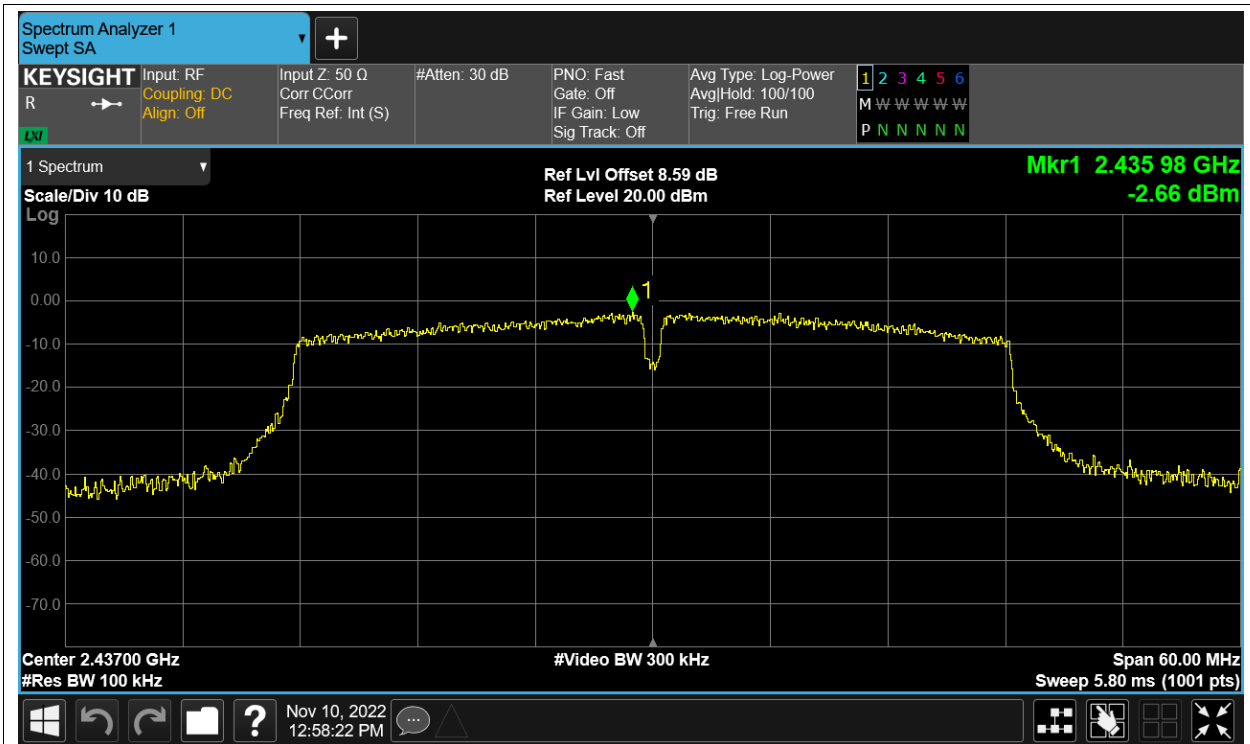 Spectrum Analyzer 1
Swept SA
KEYSIGHT
R
LXI
Input: RF
Coupling: DC
Align: Off
Input Z: 50 Ω
Corr CCorr
Freq Ref: Int (S)
#Atten: 30 dB
PNO: Fast
Gate: Off
IF Gain: Low
Sig Track: Off
Avg Type: Log-Power
Avg|Hold: 100/100
Trig: Free Run
1 2 3 4 5 6
M W W W W W
P N N N N N
1 Spectrum
Scale/Div 10 dB
Log
Ref Lvl Offset 8.59 dB
Ref Level 20.00 dBm
Mkr1 2.435 98 GHz
-2.66 dBm
1
10.0
0.00
-10.0
-20.0
-30.0
-40.0
-50.0
-60.0
-70.0
Center 2.43700 GHz
#Res BW 100 kHz
#Video BW 300 kHz
Span 60.00 MHz
Sweep 5.80 ms (1001 pts)
?
Nov 10, 2022
12:58:22 PM